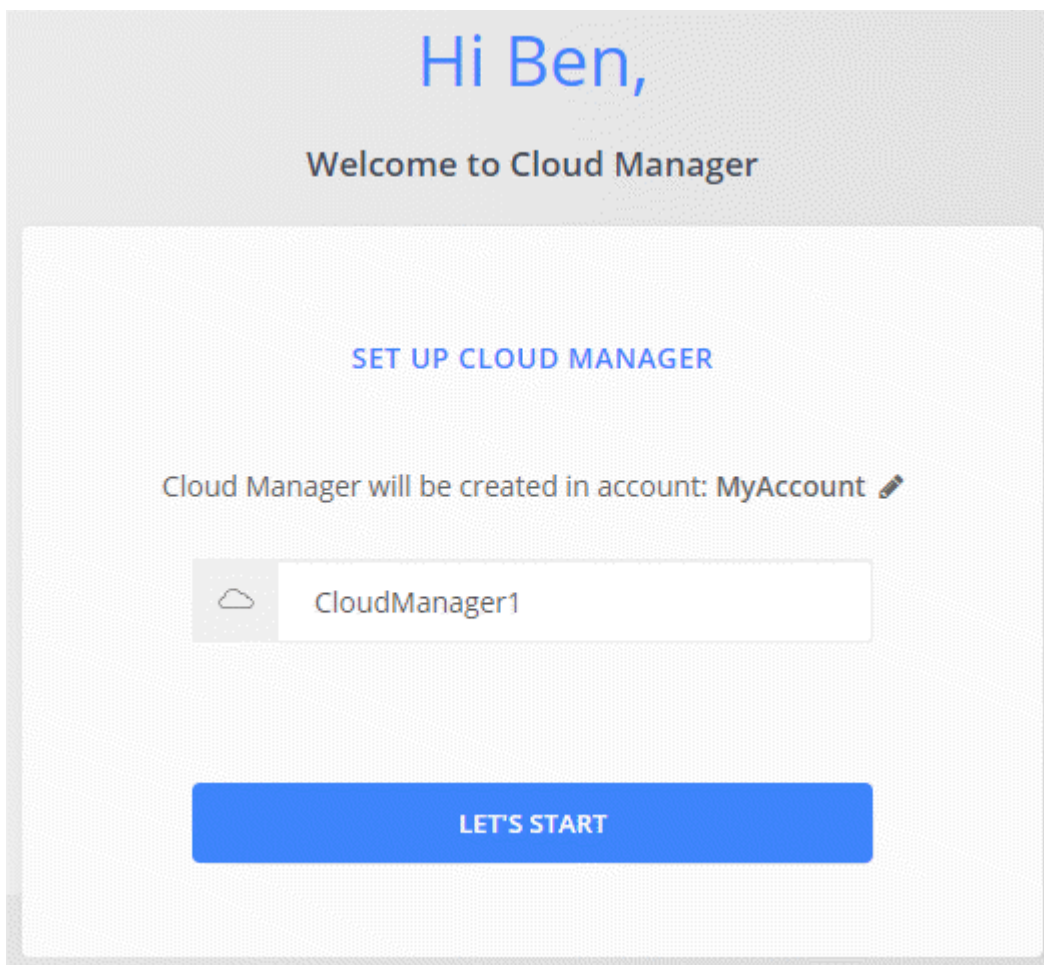 Hi Ben,
Welcome to Cloud Manager
SET UP CLOUD MANAGER
Cloud Manager will be created in account: MyAccount
CloudManager1
LET'S START